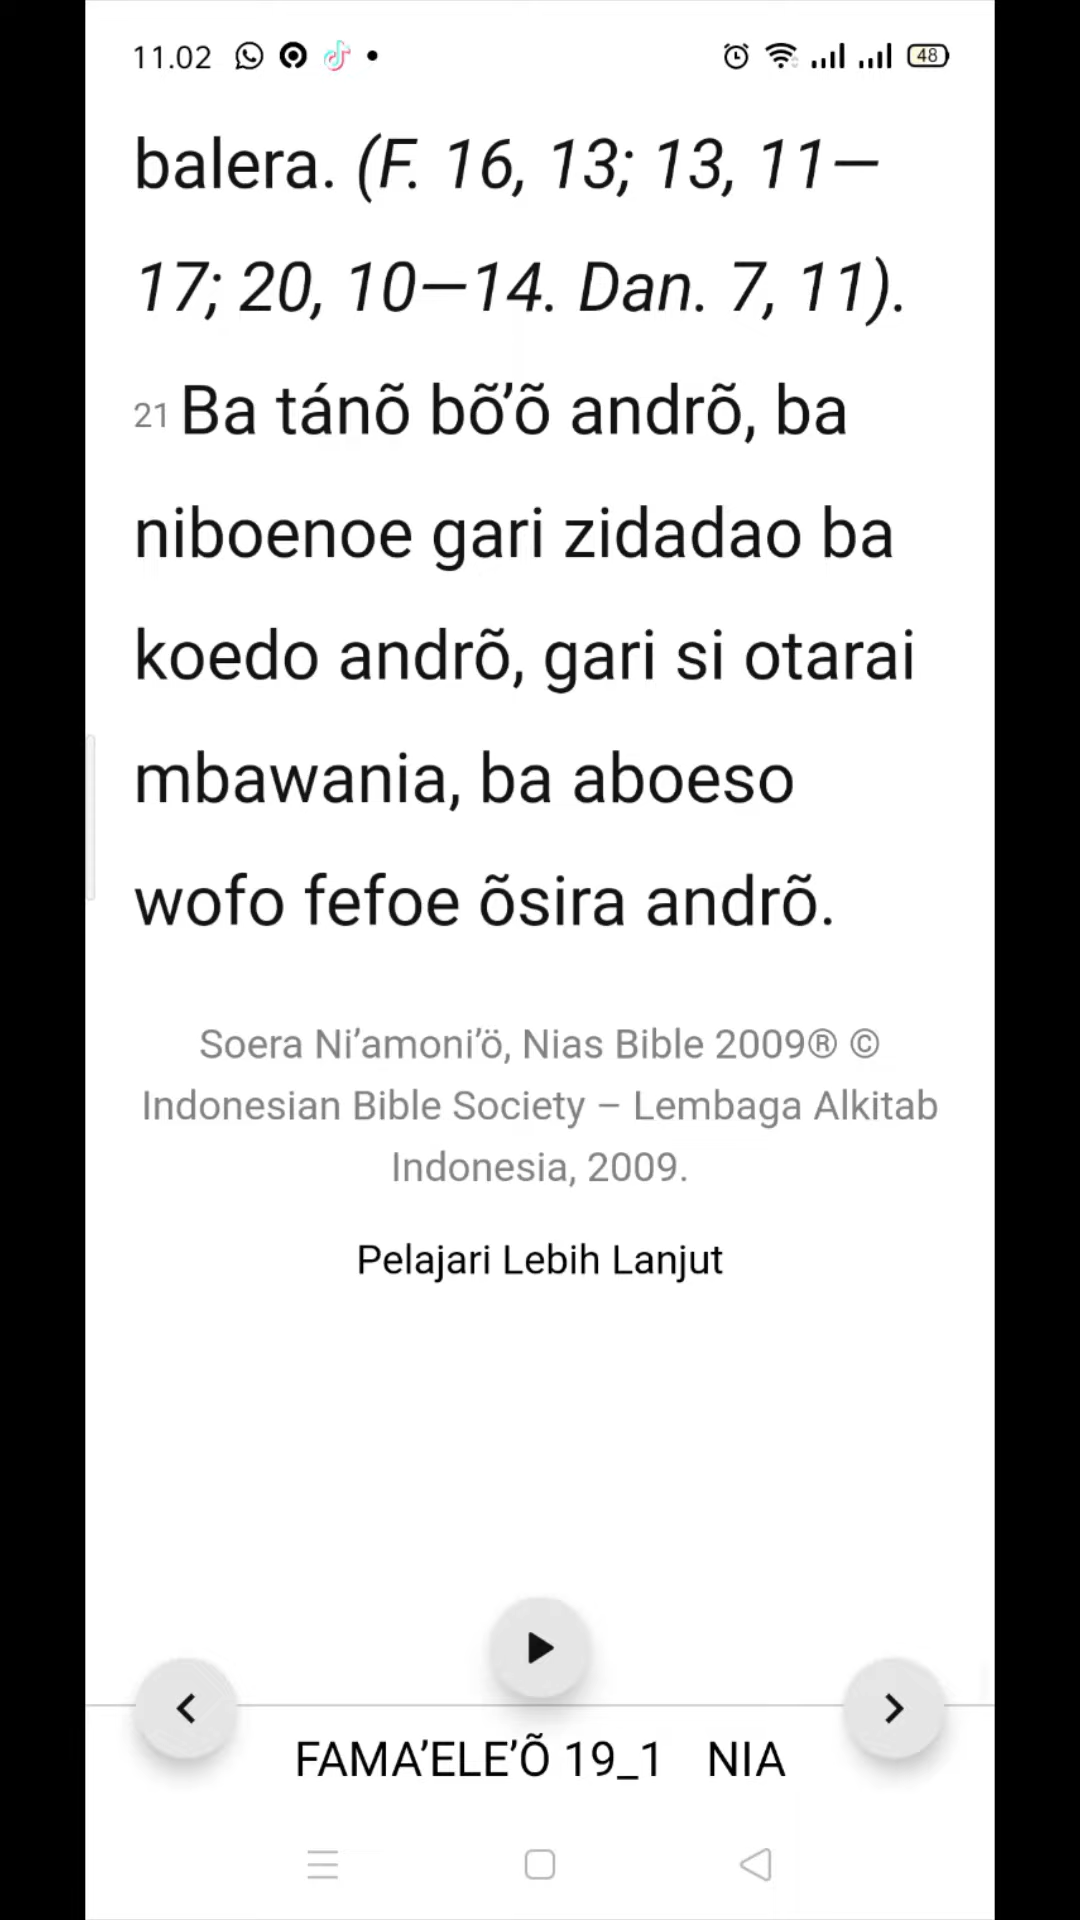 11.02 48
balera. (F. 16, 13; 13, 11—
17; 20, 10—14. Dan. 7, 11).
21 Ba tánõ bõ’õ andrõ, ba
niboenoe gari zidadao ba
koedo andrõ, gari si otarai
mbawania, ba aboeso
wofo fefoe õsira andrõ.
Soera Ni’amoni’ö, Nias Bible 2009® ©
Indonesian Bible Society – Lembaga Alkitab
Indonesia, 2009.
Pelajari Lebih Lanjut
FAMA’ELE’Õ 19_1 NIA